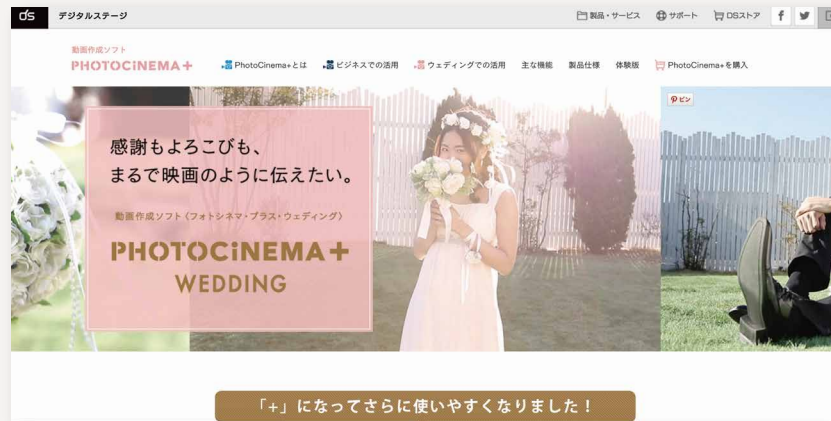 ds デジタルステージ 製品・サービス サポート DSストア
動画作成ソフト
PHOTOCiNEMA+ PhotoCinema+とは ビジネスでの活用 ウェディングでの活用 主な機能 製品仕様 体験版 PhotoCinema+を購入
ピン
感謝もよろこびも、
まるで映画のように伝えたい。
動画作成ソフト〈フォトシネマ・プラス・ウェディング〉
PHOTOCiNEMA+
WEDDING
「+」になってさらに使いやすくなりました！